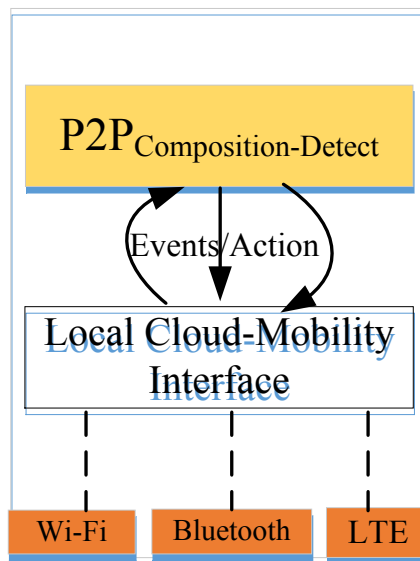 P2PComposition-Detect
Events/Action
Local Cloud-Mobility
Interface
Wi-Fi Bluetooth LTE